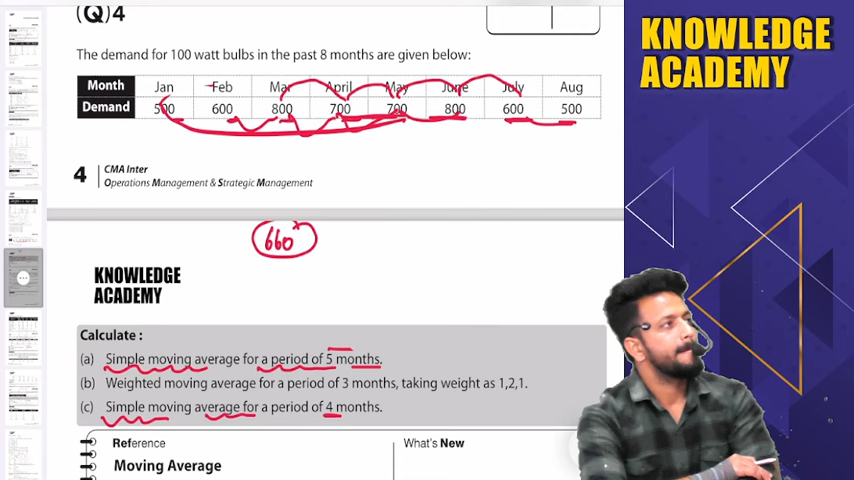 (Q)4
The demand for 100 watt bulbs in the past 8 months are given below:
Month Jan Feb Mar April May June July Aug
Demand 500 600 800 700 700 800 600 500
4 CMA Inter
Operations Management & Strategic Management
660
KNOWLEDGE
ACADEMY
Calculate :
(a) Simple moving average for a period of 5 months.
(b) Weighted moving average for a period of 3 months, taking weight as 1,2,1.
(c) Simple moving average for a period of 4 months.
Reference What's New
Moving Average
KNOWLEDGE
ACADEMY